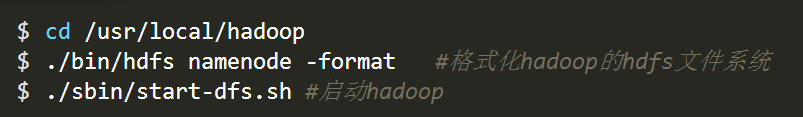 $ cd /usr/local/hadoop
$ ./bin/hdfs namenode -format   #格式化hadoop的hdfs文件系统
$ ./sbin/start-dfs.sh #启动hadoop